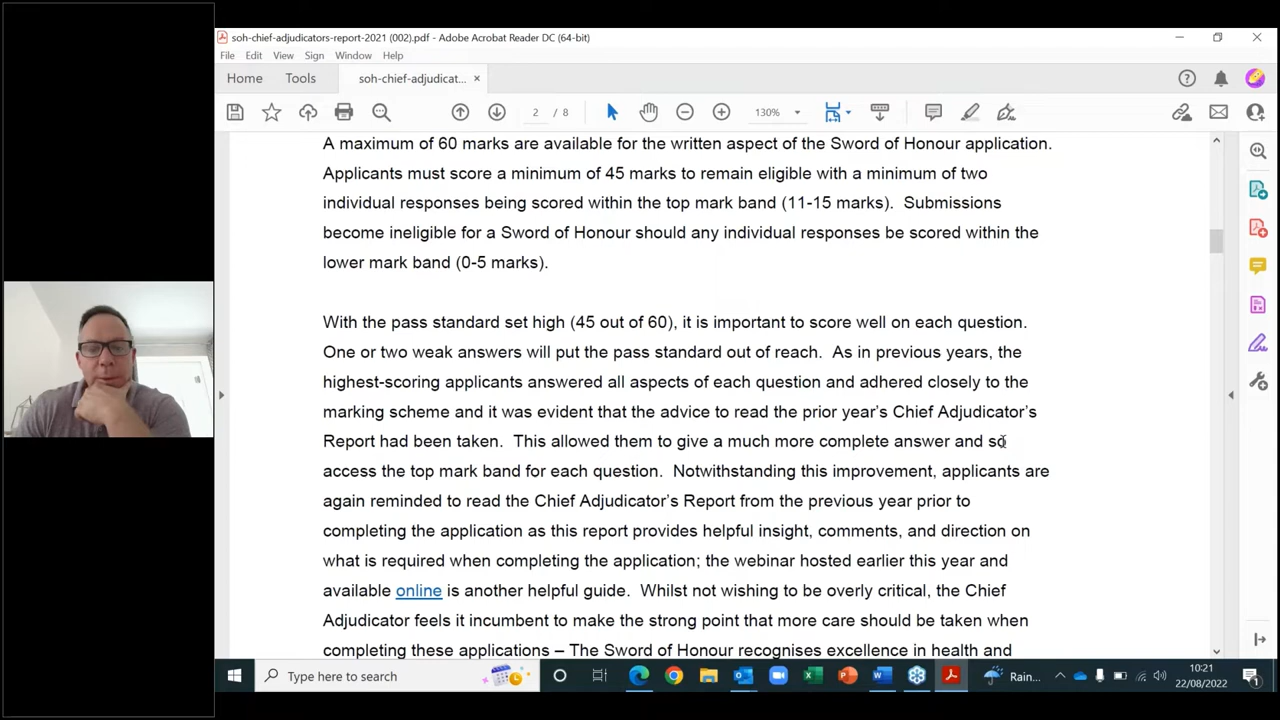 soh-chief-adjudicators-report-2021 (002).pdf - Adobe Acrobat Reader DC (64-bit)
File Edit View Sign Window Help
Home Tools soh-chief-adjudicat... ×
2 / 8 130%
A maximum of 60 marks are available for the written aspect of the Sword of Honour application.
Applicants must score a minimum of 45 marks to remain eligible with a minimum of two
individual responses being scored within the top mark band (11-15 marks). Submissions
become ineligible for a Sword of Honour should any individual responses be scored within the
lower mark band (0-5 marks).
With the pass standard set high (45 out of 60), it is important to score well on each question.
One or two weak answers will put the pass standard out of reach. As in previous years, the
highest-scoring applicants answered all aspects of each question and adhered closely to the
marking scheme and it was evident that the advice to read the prior year's Chief Adjudicator's
Report had been taken. This allowed them to give a much more complete answer and so
access the top mark band for each question. Notwithstanding this improvement, applicants are
again reminded to read the Chief Adjudicator's Report from the previous year prior to
completing the application as this report provides helpful insight, comments, and direction on
what is required when completing the application; the webinar hosted earlier this year and
available online is another helpful guide. Whilst not wishing to be overly critical, the Chief
Adjudicator feels it incumbent to make the strong point that more care should be taken when
completing these applications – The Sword of Honour recognises excellence in health and
Type here to search Rain... 10:21
22/08/2022